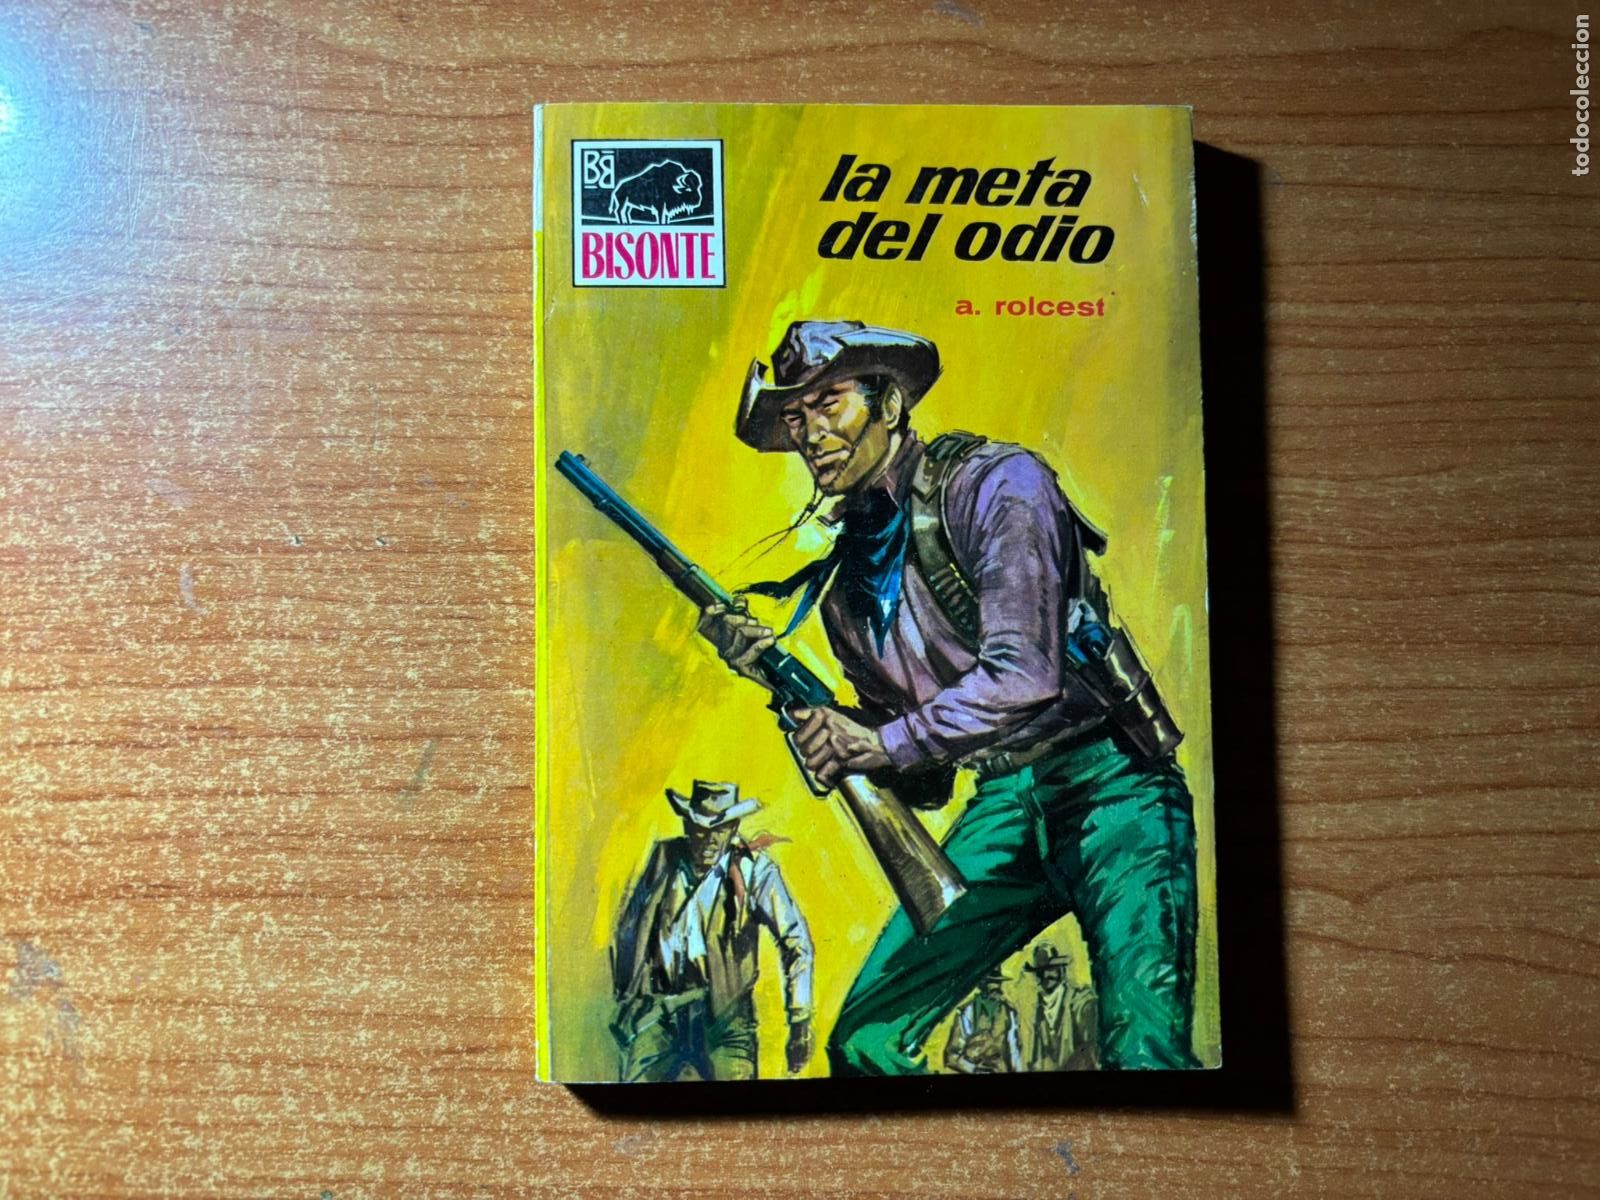 BB
BISONTE
la meta
del odio
a. rolcest
todocoleccion